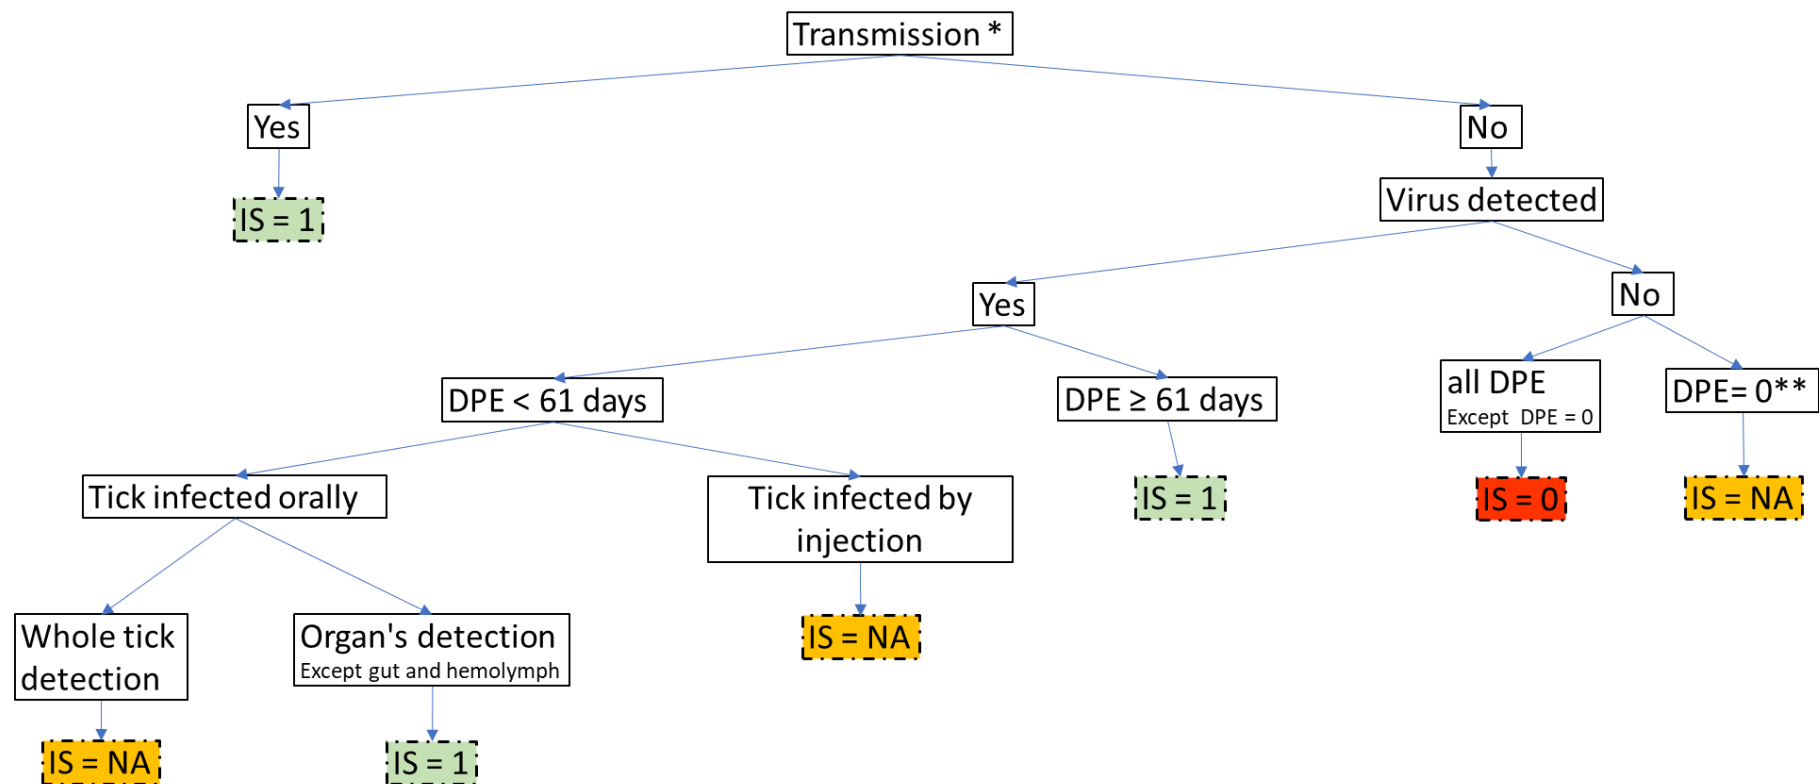 Transmission *
Yes
No
IS = 1
Virus detected
Yes
No
DPE < 61 days
DPE ≥ 61 days
all DPE
Except DPE = 0
DPE= 0**
Tick infected orally
Tick infected by
injection
IS = 1
IS = 0
IS = NA
Whole tick
detection
Organ's detection
Except gut and hemolymph
IS = NA
IS = NA
IS = 1